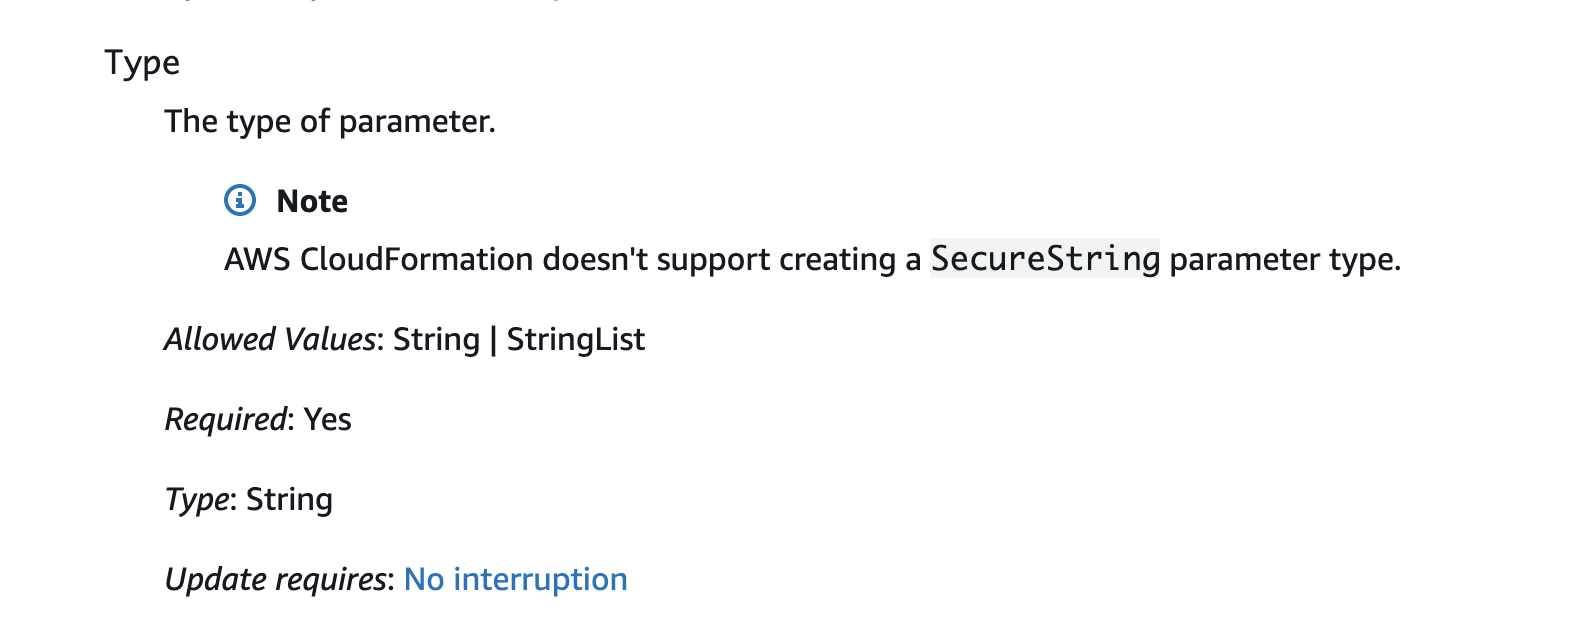 Type
The type of parameter.
Note
AWS CloudFormation doesn't support creating a SecureString parameter type.
Allowed Values: String | StringList
Required: Yes
Type: String
Update requires: No interruption